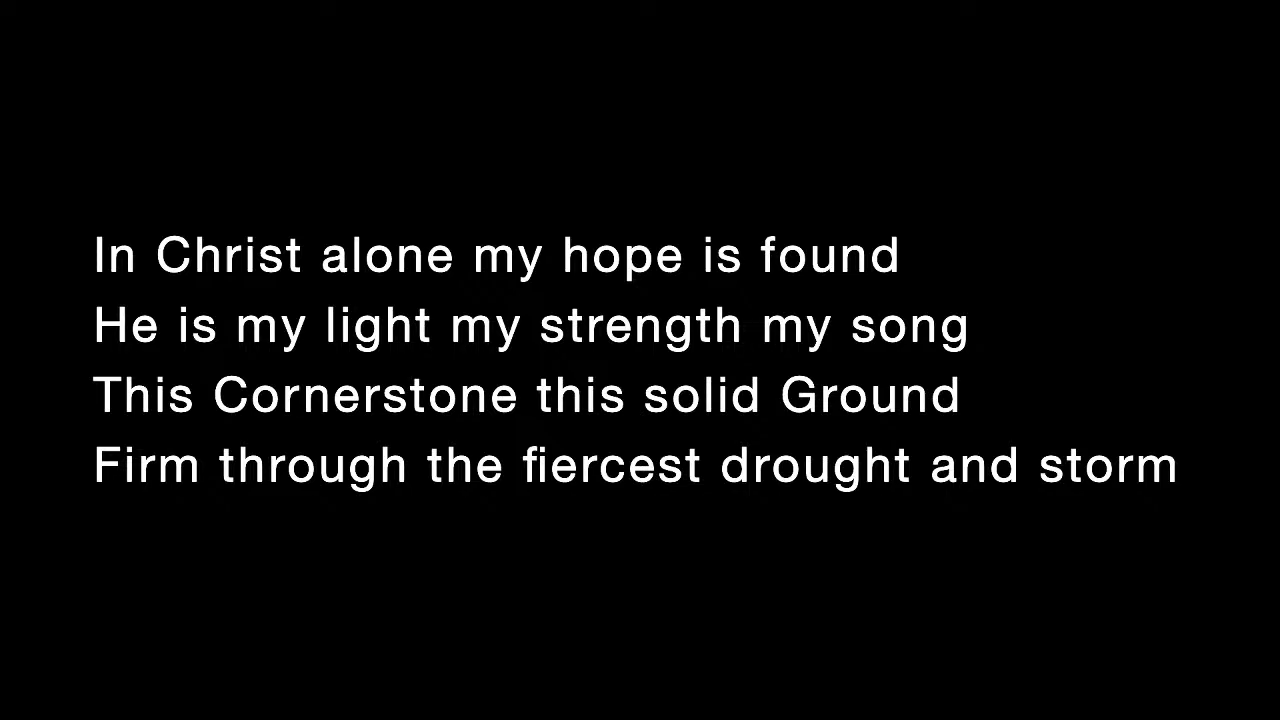 In Christ alone my hope is found
He is my light my strength my song
This Cornerstone this solid Ground
Firm through the fiercest drought and storm